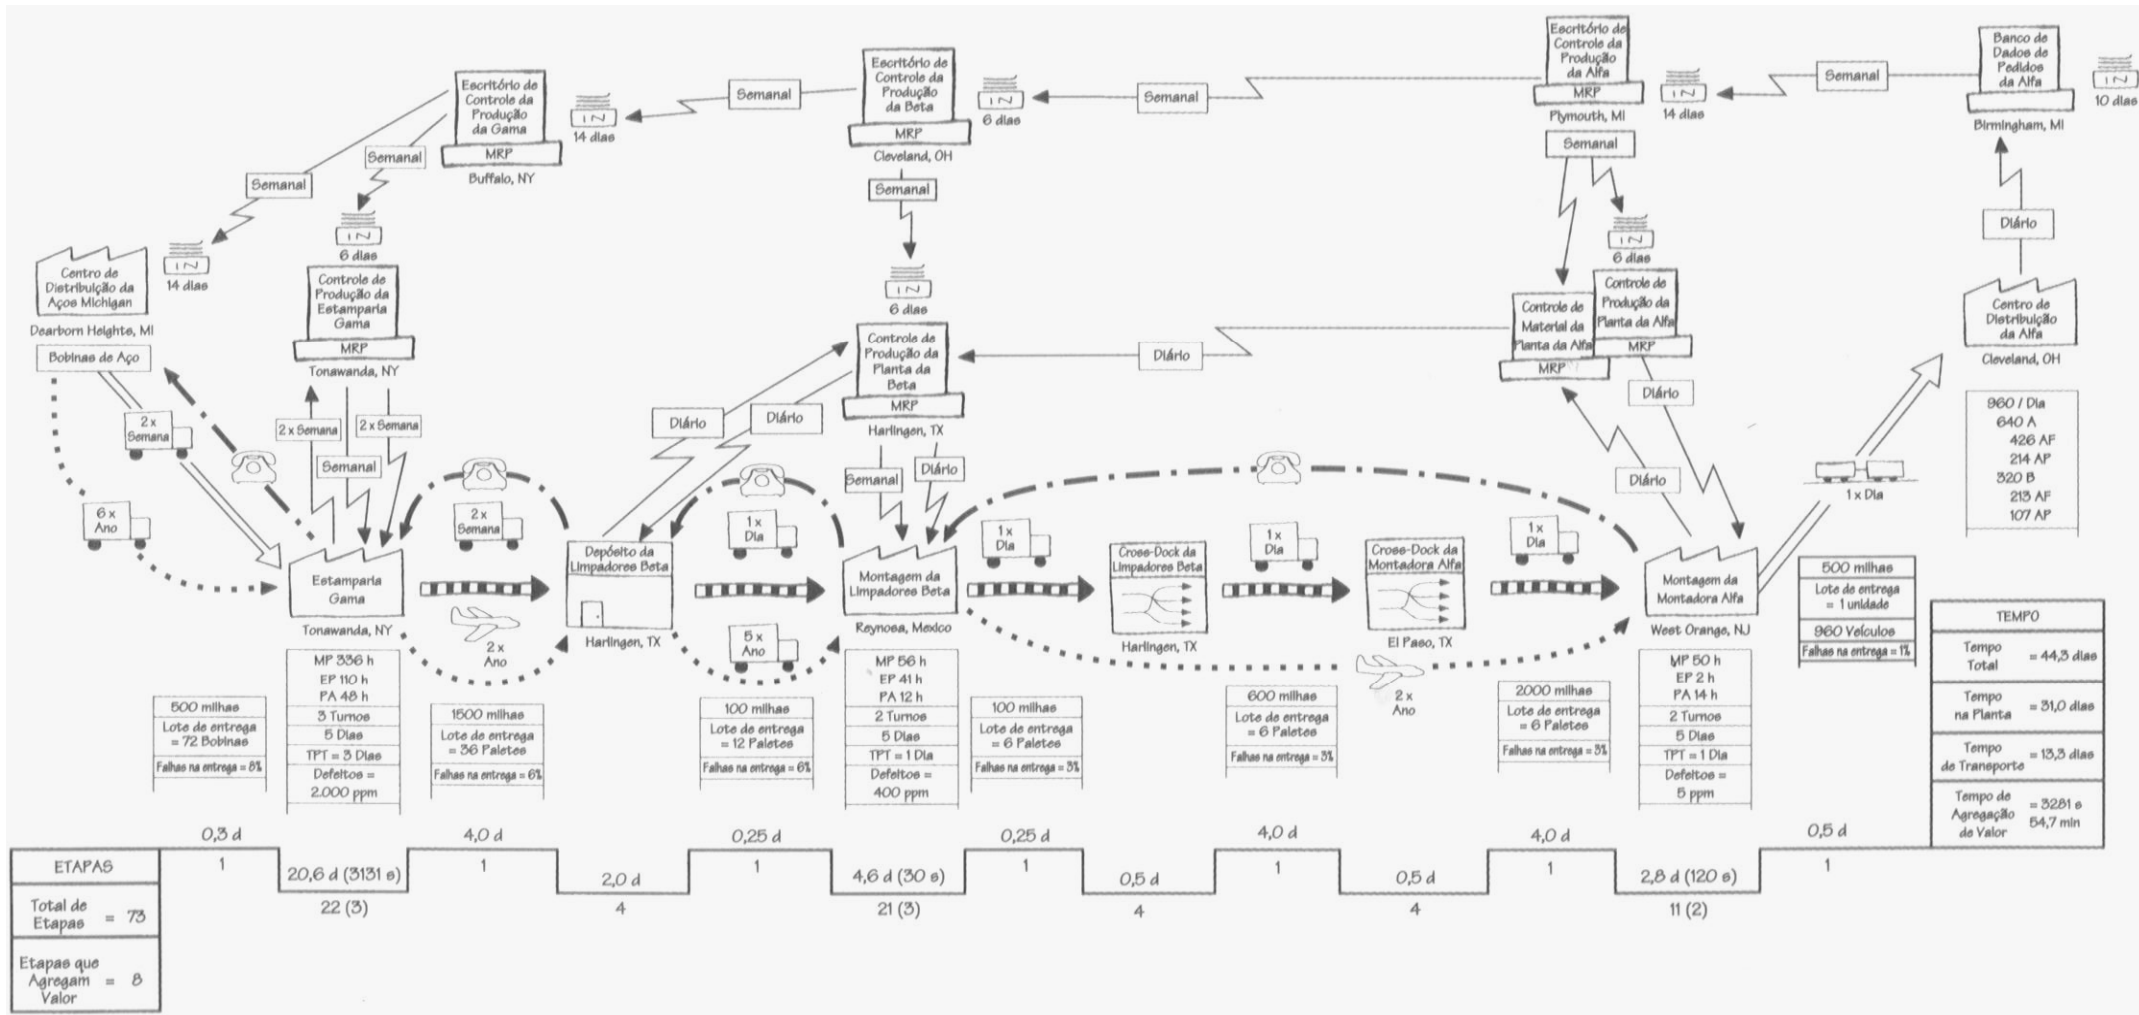 Escritório de
Controle da
Produção
da Gama
MRP
Buffalo, NY
14 dias
Semanal
Escritório de
Controle da
Produção
da Beta
MRP
Cleveland, OH
6 dias
Semanal
Escritório de
Controle da
Produção
da Alfa
MRP
Plymouth, MI
14 dias
Semanal
Banco de
Dados de
Pedidos
da Alfa
Birmingham, MI
10 dias
Semanal
Semanal
6 dias
Semanal
6 dias
Semanal
6 dias
Diário
Centro de
Distribuição da
Aços Michigan
14 dias
Dearborn Heights, MI
Bobinas de Aço
Controle de
Produção da
Estamparia
Gama
MRP
Tonawanda, NY
Controle de
Produção da
Planta da
Beta
MRP
Harlingen, TX
Diário
Controle de
Material da
Planta da Alfa
MRP
Controle de
Produção da
Planta da Alfa
MRP
Centro de
Distribuição
da Alfa
Cleveland, OH
960 / Dia
640 A
426 AF
214 AP
320 B
213 AF
107 AP
2 x
Semana
2 x Semana
2 x Semana
Semanal
Diário
Diário
Semanal
Diário
Diário
Diário
1 x Dia
6 x
Ano
2 x
Semana
1 x
Dia
1 x
Dia
1 x
Dia
1 x
Dia
Estamparia
Gama
Tonawanda, NY
2 x
Ano
Depósito da
Limpadores Beta
Harlingen, TX
5 x
Ano
Montagem da
Limpadores Beta
Reynosa, Mexico
Cross-Dock da
Limpadores Beta
Harlingen, TX
Cross-Dock da
Montadora Alfa
El Paso, TX
2 x
Ano
Montagem da
Montadora Alfa
West Orange, NJ
500 milhas
Lote de entrega
= 72 Bobinas
Falhas na entrega = 8%
MP 336 h
EP 110 h
PA 48 h
3 Turnos
5 Dias
TPT = 3 Dias
Defeitos =
2.000 ppm
1500 milhas
Lote de entrega
= 36 Paletes
Falhas na entrega = 6%
100 milhas
Lote de entrega
= 12 Paletes
Falhas na entrega = 6%
MP 56 h
EP 41 h
PA 12 h
2 Turnos
5 Dias
TPT = 1 Dia
Defeitos =
400 ppm
100 milhas
Lote de entrega
= 6 Paletes
Falhas na entrega = 3%
600 milhas
Lote de entrega
= 6 Paletes
Falhas na entrega = 3%
2000 milhas
Lote de entrega
= 6 Paletes
Falhas na entrega = 3%
MP 50 h
EP 2 h
PA 14 h
2 Turnos
5 Dias
TPT = 1 Dia
Defeitos =
5 ppm
500 milhas
Lote de entrega
= 1 unidade
960 Veículos
Falhas na entrega = 1%
TEMPO
Tempo
Total = 44,3 dias
Tempo
na Planta = 31,0 dias
Tempo
de Transporte = 13,3 dias
Tempo de
Agregação
de Valor
= 3281 s
54,7 min
0,3 d
4,0 d
0,25 d
0,25 d
4,0 d
4,0 d
0,5 d
1
20,6 d (3131 s)
1
2,0 d
1
4,6 d (30 s)
1
0,5 d
1
0,5 d
1
2,8 d (120 s)
1
22 (3)
4
21 (3)
4
4
11 (2)
ETAPAS
Total de
Etapas = 73
Etapas que
Agregam = 8
Valor